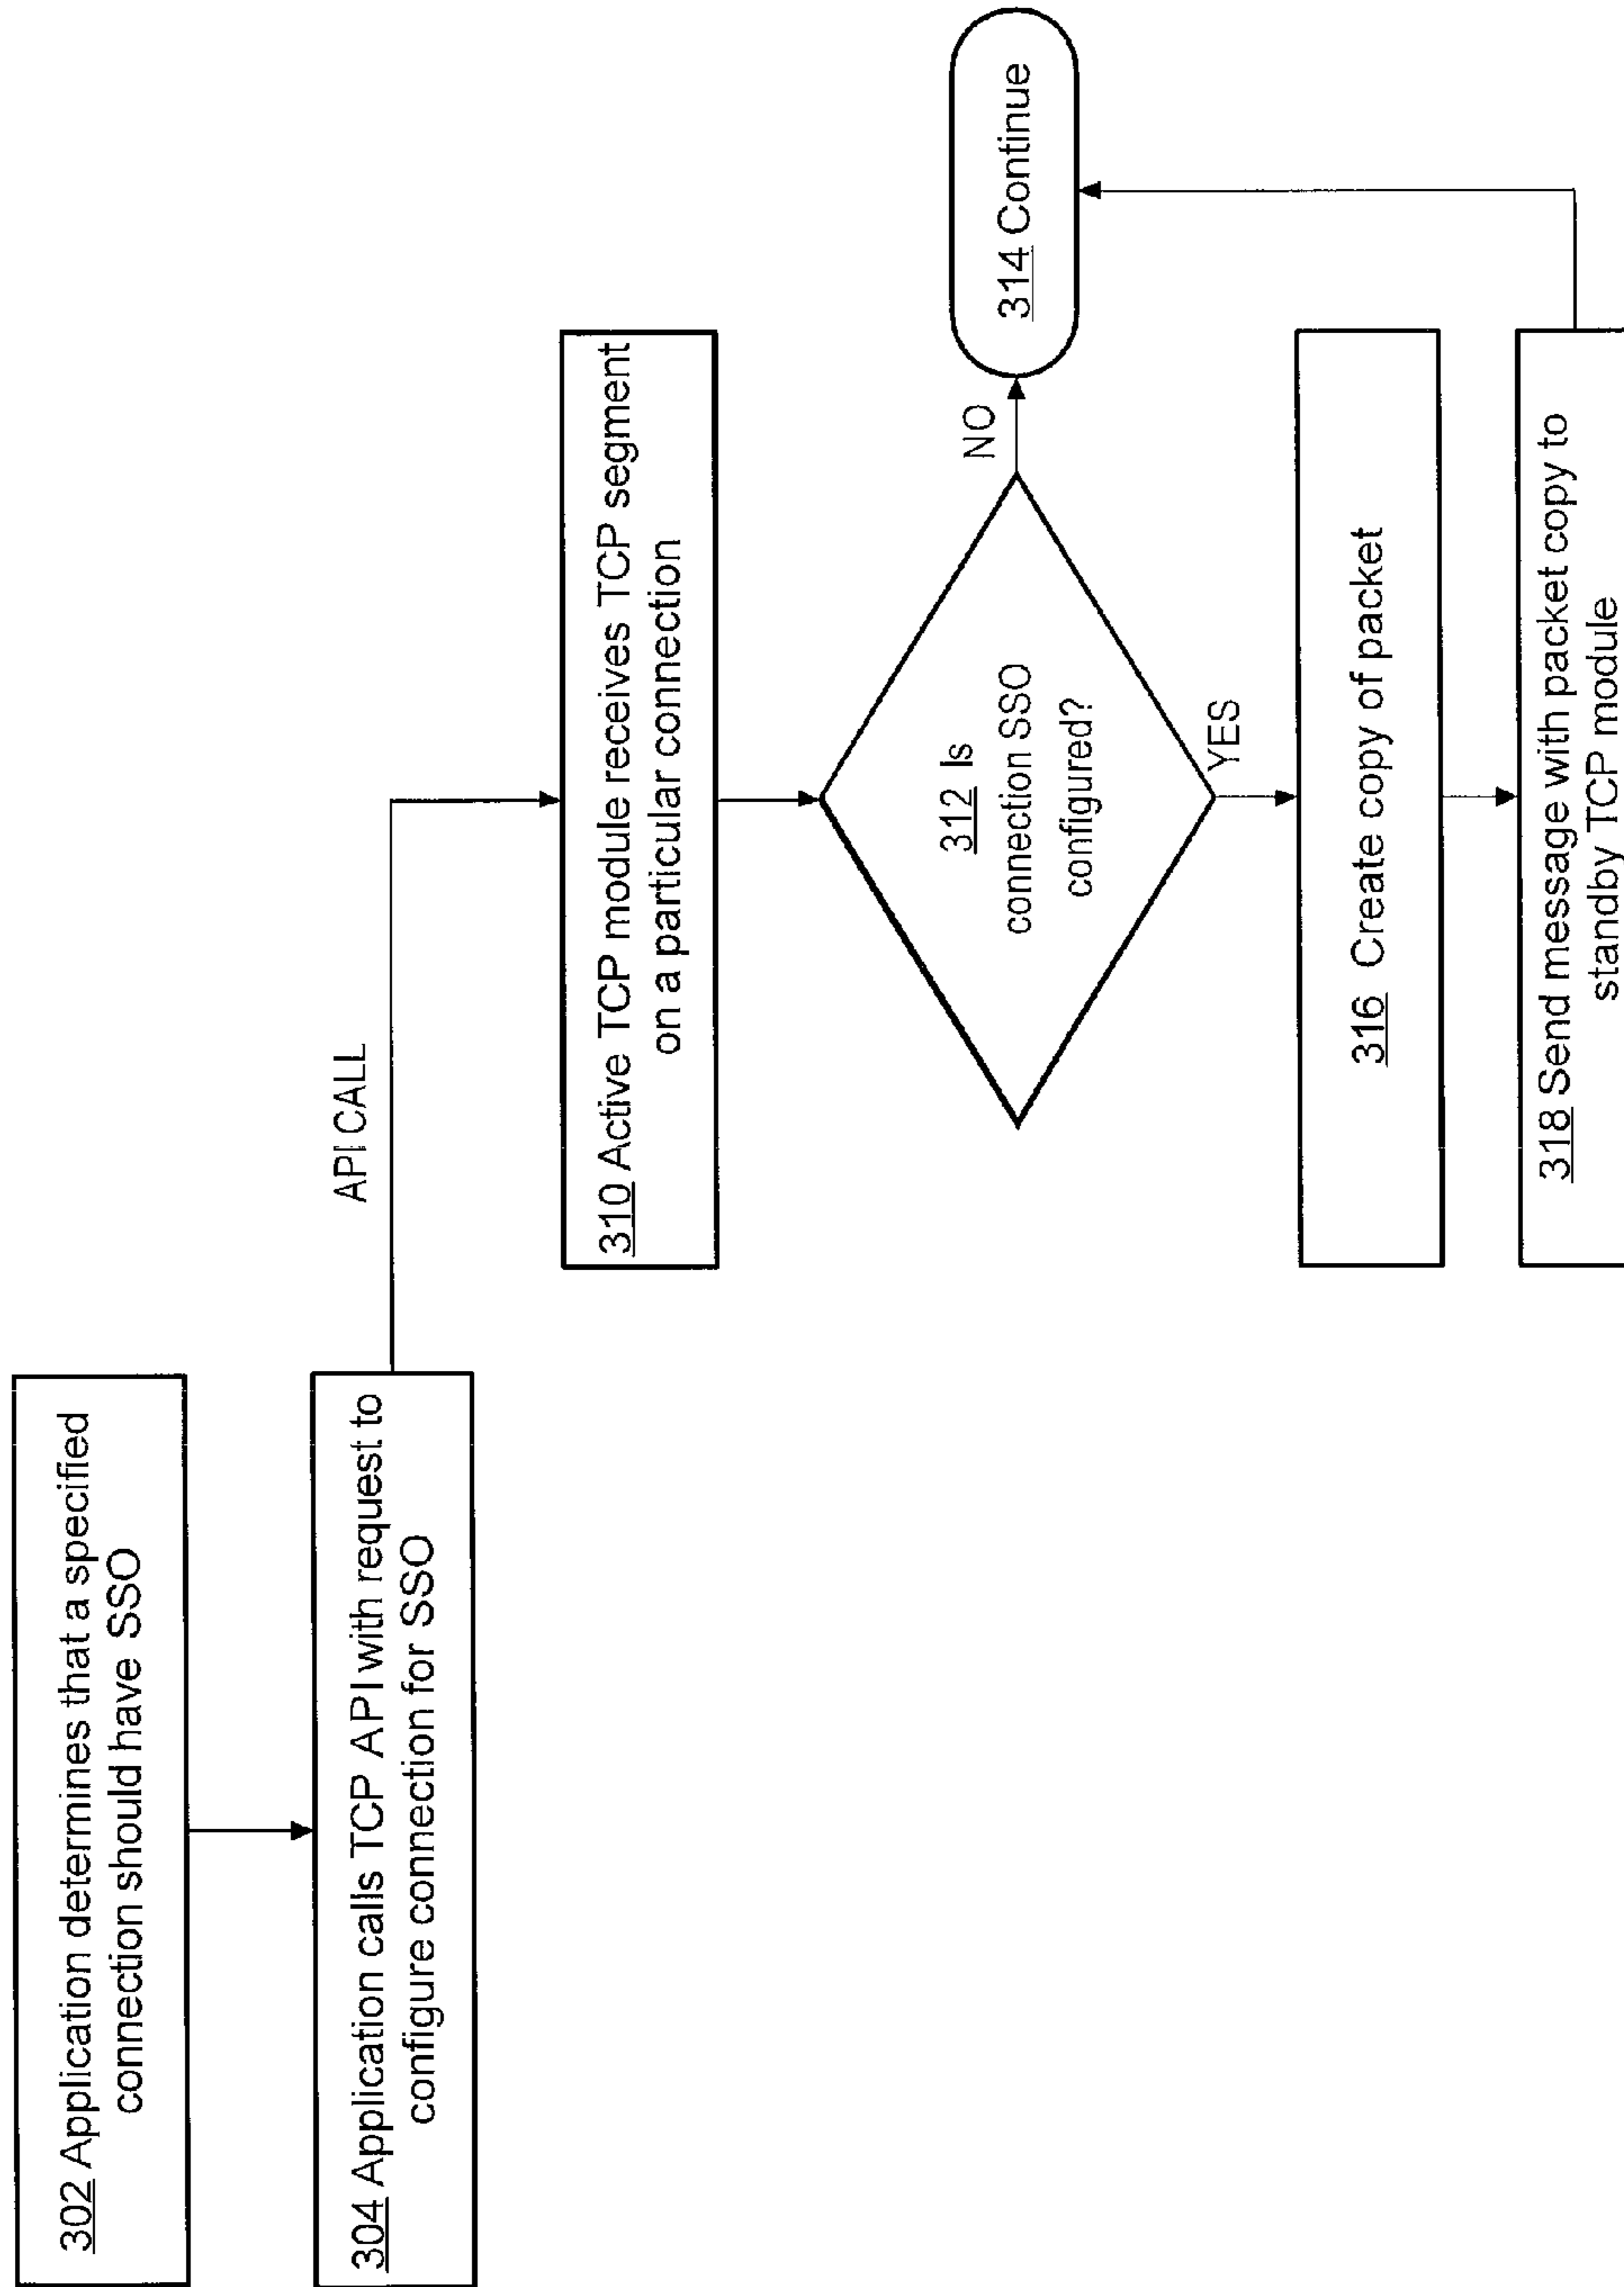 302 Application determines that a specified
connection should have SSO
304 Application calls TCP API with request to
configure connection for SSO
API CALL
310 Active TCP module receives TCP segment
on a particular connection
312 Is
connection SSO
configured?
NO
314 Continue
YES
316 Create copy of packet
318 Send message with packet copy to
standby TCP module